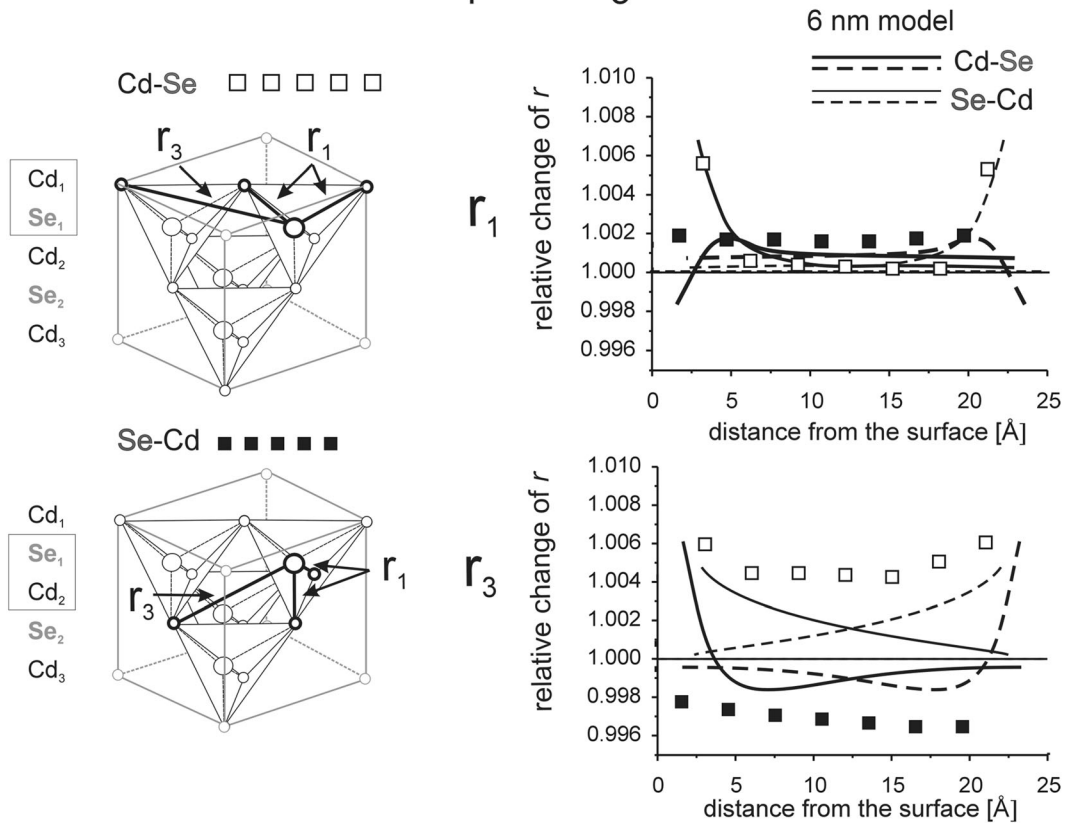 6 nm model
Cd-Se
Se-Cd
Cd-Se
r3
r1
Cd1
Se1
Cd2
Se2
Cd3
r1
relative change of r
1.010
1.008
1.006
1.004
1.002
1.000
0.998
0.996
0 5 10 15 20 25
distance from the surface [Å]
Se-Cd
Cd1
Se1
Cd2
Se2
Cd3
r3
r1
r3
relative change of r
1.010
1.008
1.006
1.004
1.002
1.000
0.998
0.996
0 5 10 15 20 25
distance from the surface [Å]